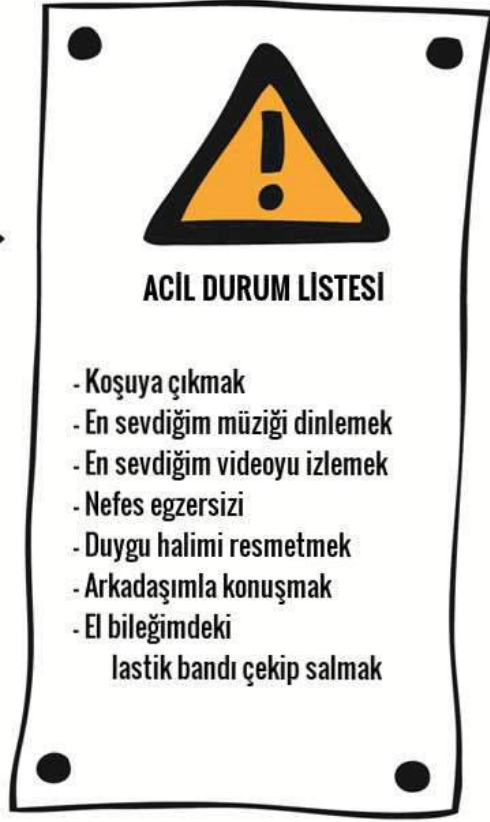 ACİL DURUM LİSTESİ
- Koşuya çıkmak
- En sevdiğim müziği dinlemek
- En sevdiğim videoyu izlemek
- Nefes egzersizi
- Duygu halimi resmetmek
- Arkadaşımla konuşmak
- El bileğimdeki
lastik bandı çekip salmak